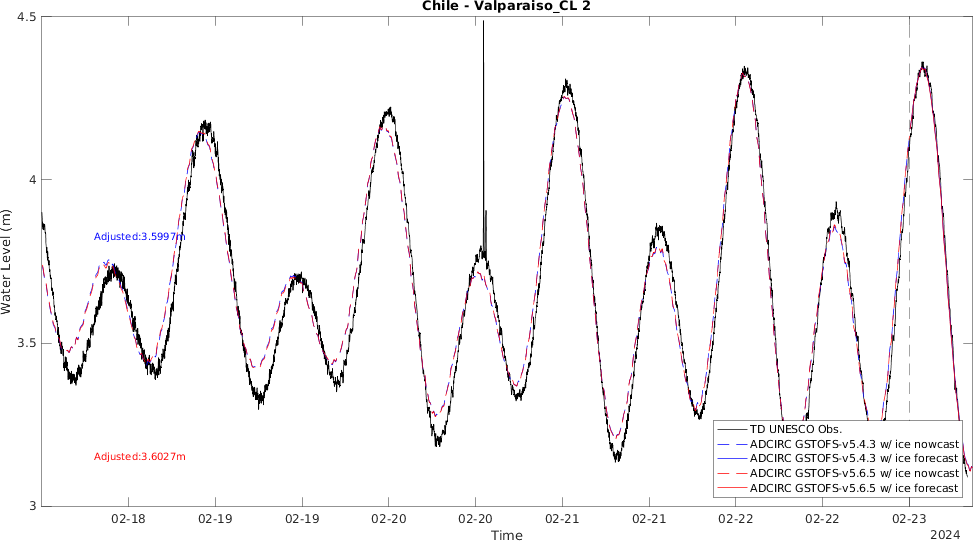 Chile - Valparaiso_CL 2
4.5
4
3.5
3
Water Level (m)
Adjusted:3.5997m
Adjusted:3.6027m
TD UNESCO Obs.
ADCIRC GSTOFS-v5.4.3 w/ ice nowcast
ADCIRC GSTOFS-v5.4.3 w/ ice forecast
ADCIRC GSTOFS-v5.6.5 w/ ice nowcast
ADCIRC GSTOFS-v5.6.5 w/ ice forecast
02-18 02-19 02-19 02-20 02-20 02-21 02-21 02-22 02-22 02-23
Time
2024